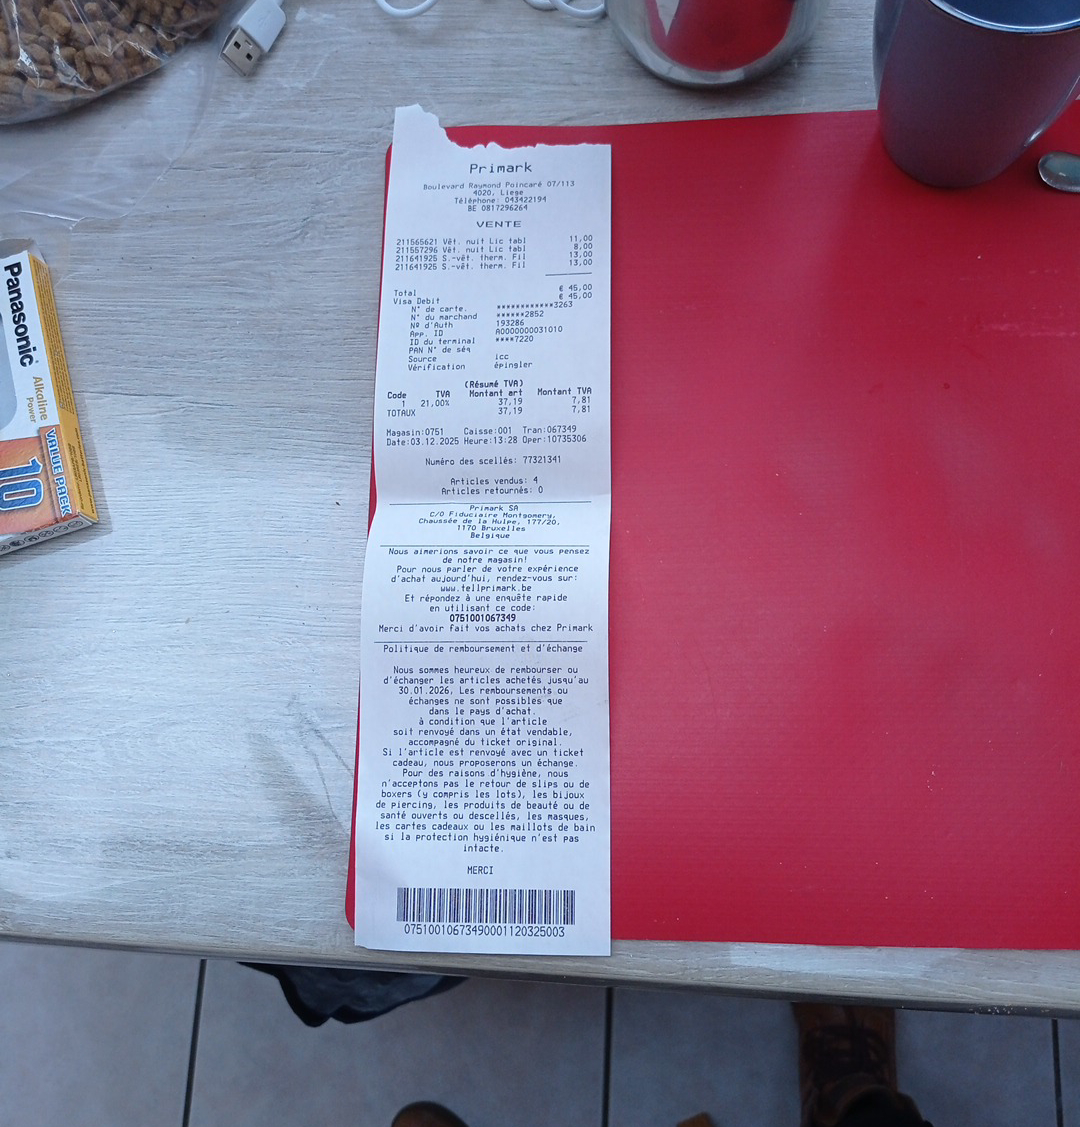 Primark
Boulevard Raymond Poincaré 07/113
4020, Liege
Téléphone: 043422194
BE 0817296264
VENTE
211565621 Vêt. nuit Lic tabl 11,00
211557296 Vêt. nuit Lic tabl 8,00
211641925 S.-vêt. therm. Fil 13,00
211641925 S.-vêt. therm. Fil 13,00
Total € 45,00
Visa Debit € 45,00
N° de carte. ************3263
N° du marchand ******2852
Nº d'Auth 193286
App. ID A0000000031010
ID du terminal ****7220
PAN N° de séq
Source icc
Vérification épingler
(Résumé TVA)
Code TVA Montant art Montant TVA
1 21,00% 37,19 7,81
TOTAUX 37,19 7,81
Magasin:0751 Caisse:001 Tran:067349
Date:03.12.2025 Heure:13:28 Oper:10735306
Numéro des scellés: 77321341
Articles vendus: 4
Articles retournés: 0
Primark SA
C/O Fiduciaire Montgomery,
Chaussée de la Hulpe, 177/20,
1170 Bruxelles
Belgique
Nous aimerions savoir ce que vous pensez
de notre magasin!
Pour nous parler de votre expérience
d'achat aujourd'hui, rendez-vous sur:
www.tellprimark.be
Et répondez à une enquête rapide
en utilisant ce code:
0751001067349
Merci d'avoir fait vos achats chez Primark
Politique de remboursement et d'échange
Nous sommes heureux de rembourser ou
d'échanger les articles achetés jusqu'au
30.01.2026, Les remboursements ou
échanges ne sont possibles que
dans le pays d'achat.
à condition que l'article
soit renvoyé dans un état vendable,
accompagné du ticket original.
Si l'article est renvoyé avec un ticket
cadeau, nous proposerons un échange.
Pour des raisons d'hygiène, nous
n'acceptons pas le retour de slips ou de
boxers (y compris les lots), les bijoux
de piercing, les produits de beauté ou de
santé ouverts ou descellés, les masques,
les cartes cadeaux ou les maillots de bain
si la protection hygiénique n'est pas
intacte.
MERCI
07510010673490001120325003
Panasonic
Alkaline
Power
VALUE PACK
10